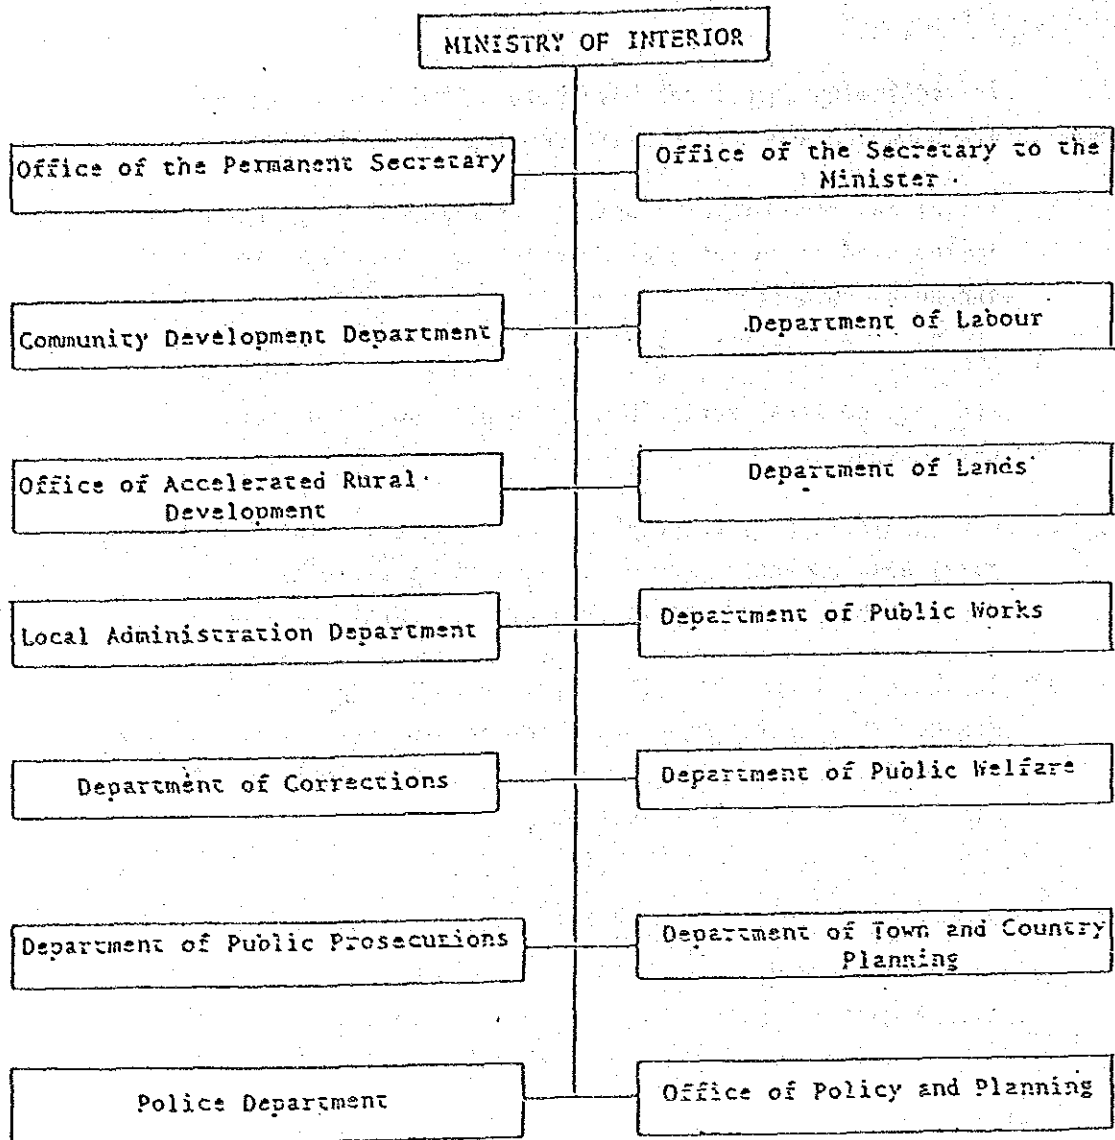 MINISTRY OF INTERIOR
Office of the Permanent Secretary
Office of the Secretary to the
Minister
Community Development Department
Department of Labour
Office of Accelerated Rural
Development
Department of Lands
Local Administration Department
Department of Public Works
Department of Corrections
Department of Public Welfare
Department of Public Prosecutions
Department of Town and Country
Planning
Police Department
Office of Policy and Planning